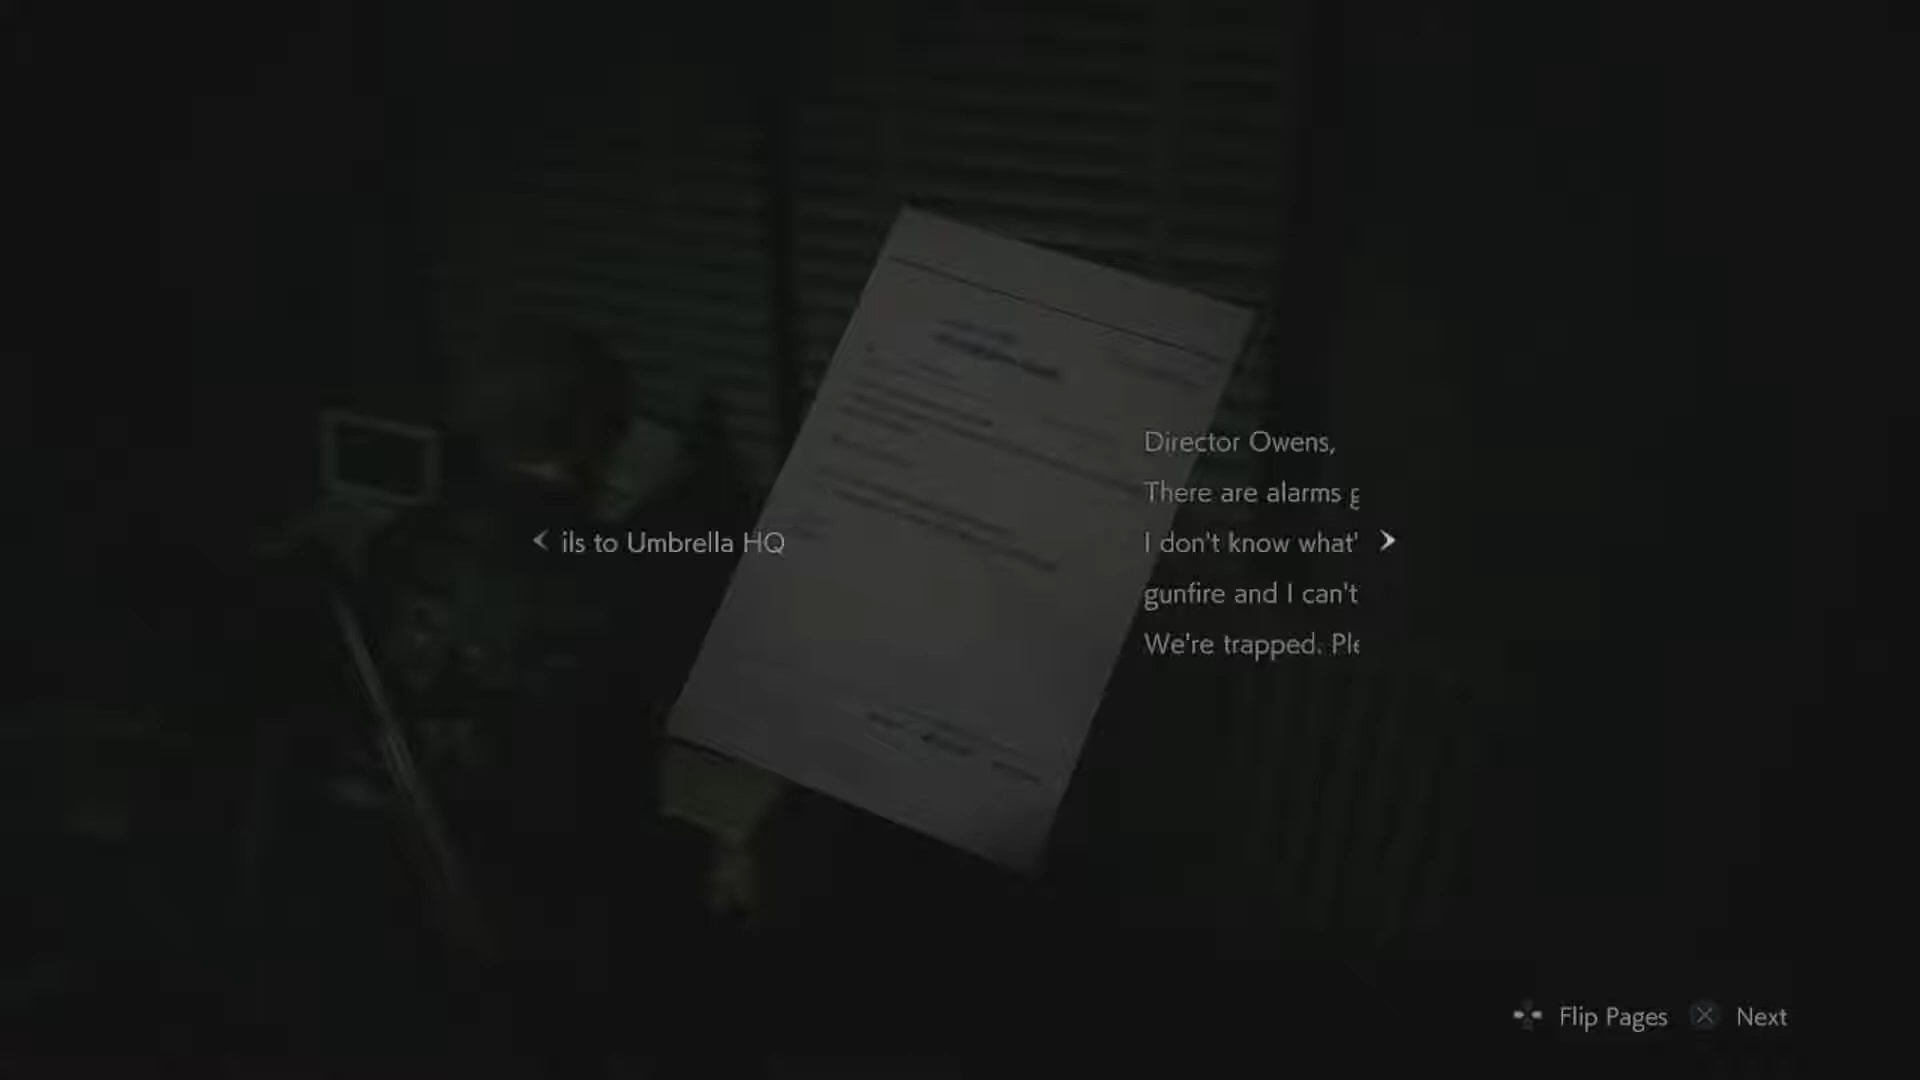 ils to Umbrella HQ
Director Owens,
There are alarms g
I don't know what'
gunfire and I can't
We're trapped. Ple
Flip Pages
Next